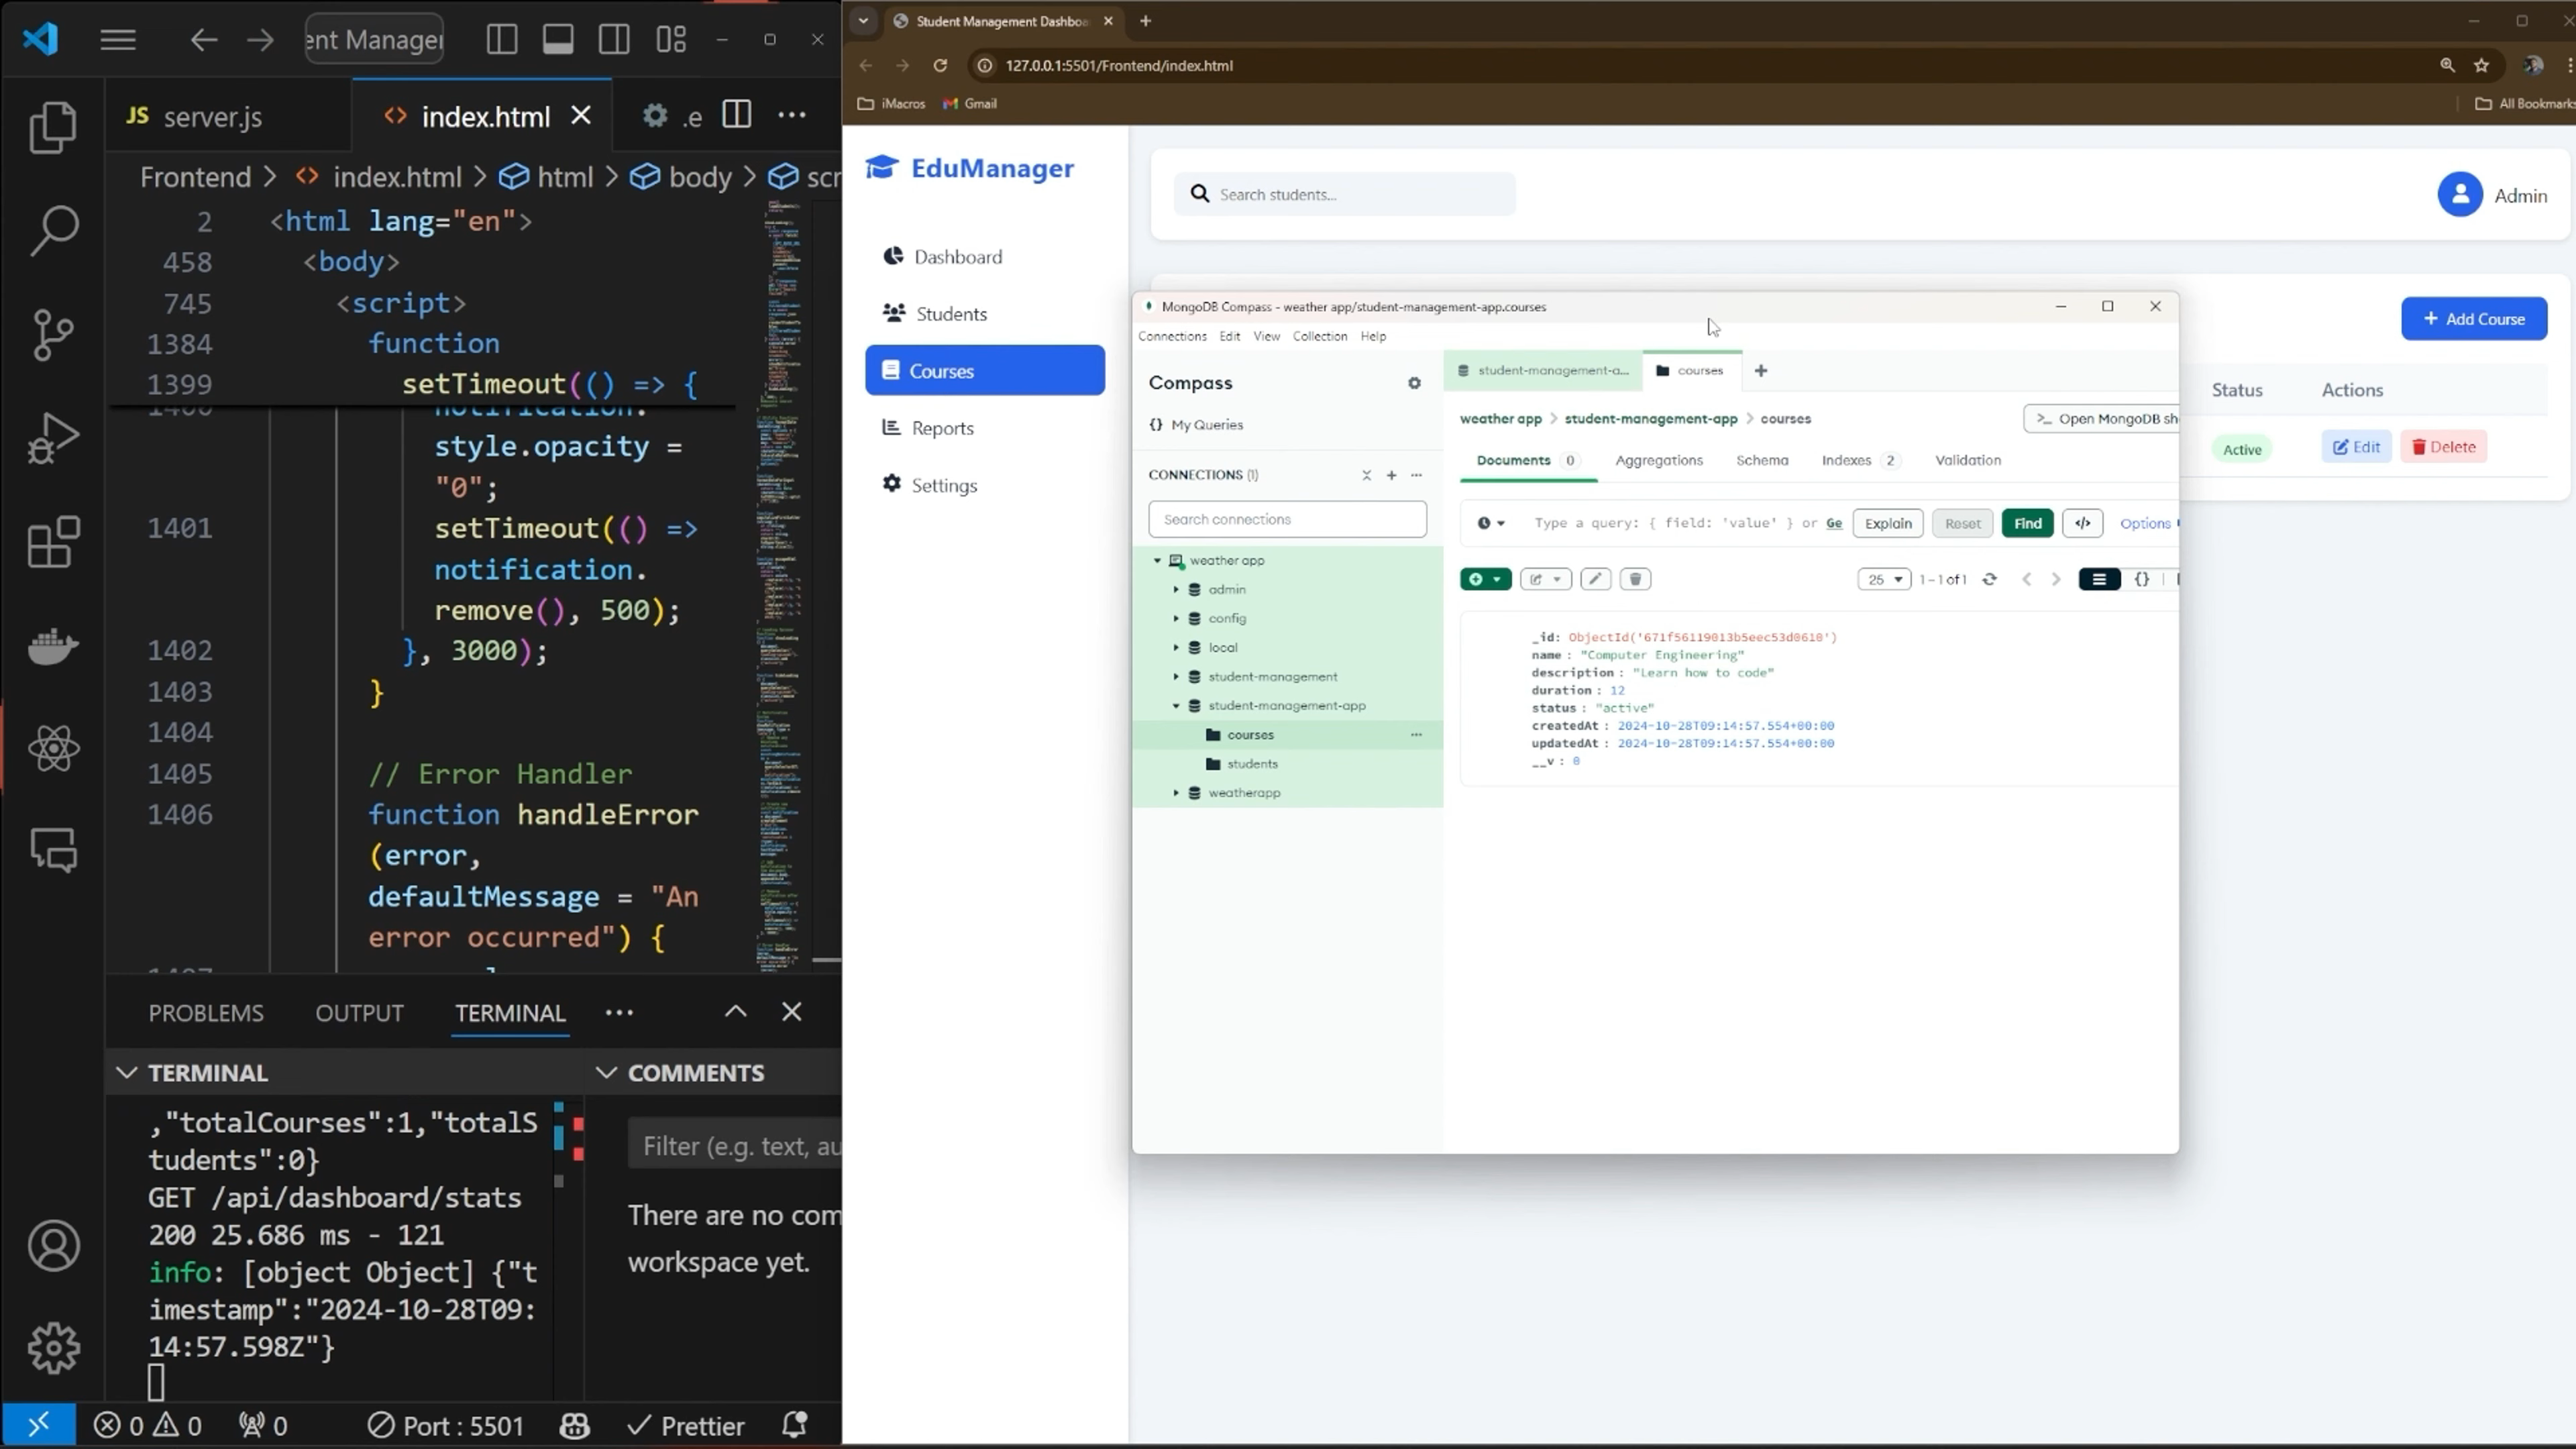 ent Manager
JS server.js
index.html
.e
Frontend > index.html > html > body > scr
2 <html lang="en">
458 <body>
745 <script>
1384 function
1399 setTimeout(() => {
notification.
style.opacity =
"0";
1401 setTimeout(() =>
notification.
remove(), 500);
1402 }, 3000);
1403 }
1404
1405 // Error Handler
1406 function handleError
(error,
defaultMessage = "An
error occurred") {
PROBLEMS OUTPUT TERMINAL
TERMINAL
,"totalCourses":1,"totalS
tudents":0}
GET /api/dashboard/stats
200 25.686 ms - 121
info: [object Object] {"t
imestamp":"2024-10-28T09:
14:57.598Z"}
COMMENTS
Filter (e.g. text, au
There are no com
workspace yet.
0 0 0 Port : 5501 Prettier
Student Management Dashboa
127.0.0.1:5501/Frontend/index.html
iMacros Gmail All Bookmarks
EduManager
Dashboard
Students
Courses
Reports
Settings
Search students...
Admin
+ Add Course
Status Actions
Active Edit Delete
MongoDB Compass - weather app/student-management-app.courses
Connections Edit View Collection Help
Compass
{} My Queries
CONNECTIONS (1)
Search connections
weather app
admin
config
local
student-management
student-management-app
courses
students
weatherapp
student-management-a... courses
weather app > student-management-app > courses
>_ Open MongoDB sh
Documents 0 Aggregations Schema Indexes 2 Validation
Type a query: { field: 'value' } or Ge Explain Reset Find </> Options
25 1-1 of 1 {}
_id: ObjectId('671f56119013b5eec53d0610')
name : "Computer Engineering"
description : "Learn how to code"
duration : 12
status : "active"
createdAt : 2024-10-28T09:14:57.554+00:00
updatedAt : 2024-10-28T09:14:57.554+00:00
__v : 0